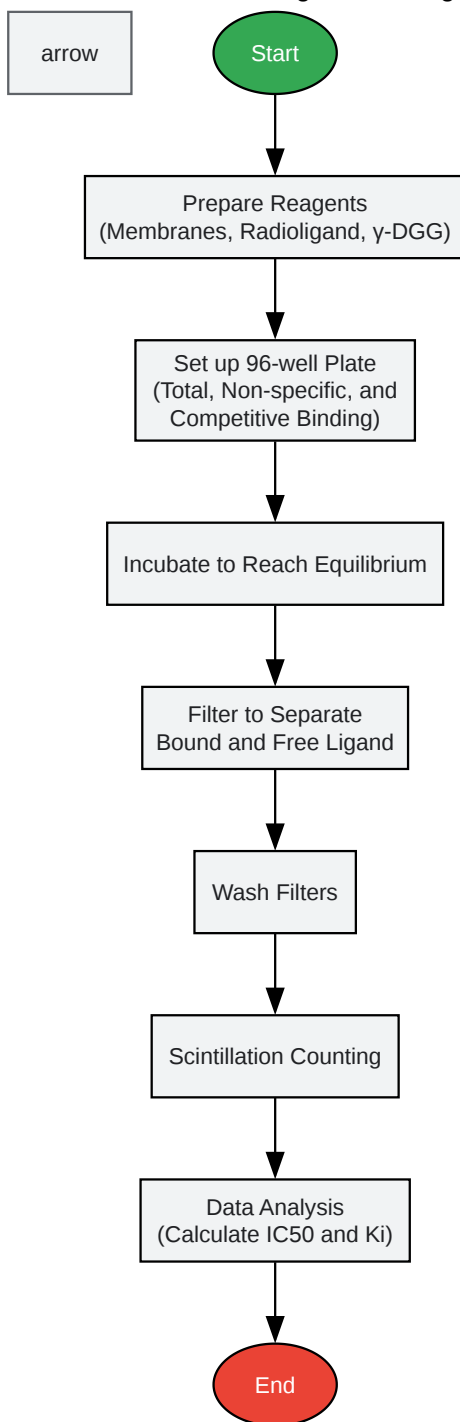 arrow
Start
Prepare Reagents
(Membranes, Radioligand, γ-DGG)
Set up 96-well Plate
(Total, Non-specific, and
Competitive Binding)
Incubate to Reach Equilibrium
Filter to Separate
Bound and Free Ligand
Wash Filters
Scintillation Counting
Data Analysis
(Calculate IC50 and Ki)
End